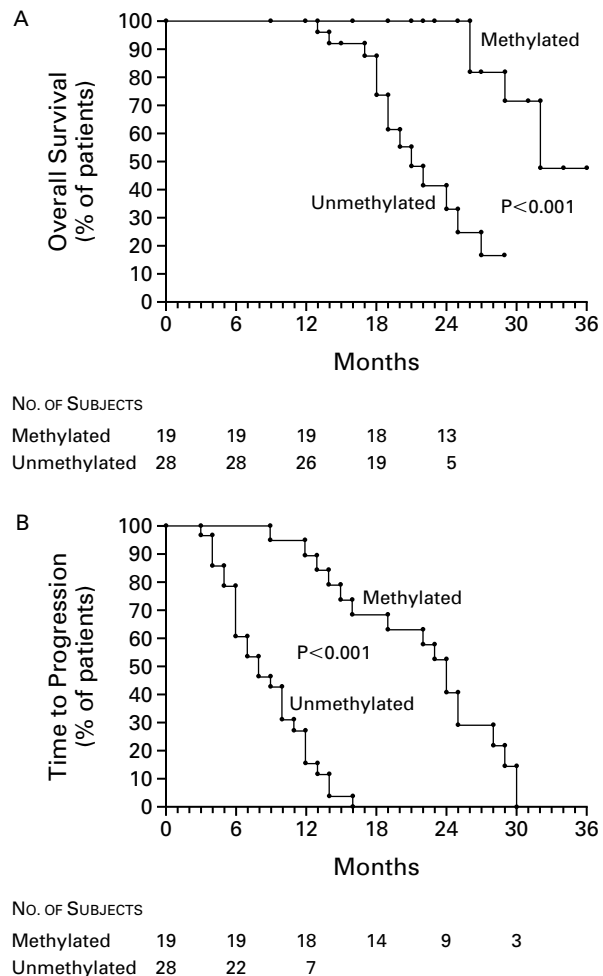 A
Overall Survival
(% of patients)
100
90
80
70
60
50
40
30
20
10
0
Methylated
Unmethylated
P<0.001
0 6 12 18 24 30 36
Months
NO. OF SUBJECTS
Methylated 19 19 19 18 13
Unmethylated 28 28 26 19 5
B
Time to Progression
(% of patients)
100
90
80
70
60
50
40
30
20
10
0
Methylated
P<0.001
Unmethylated
0 6 12 18 24 30 36
Months
NO. OF SUBJECTS
Methylated 19 19 18 14 9 3
Unmethylated 28 22 7